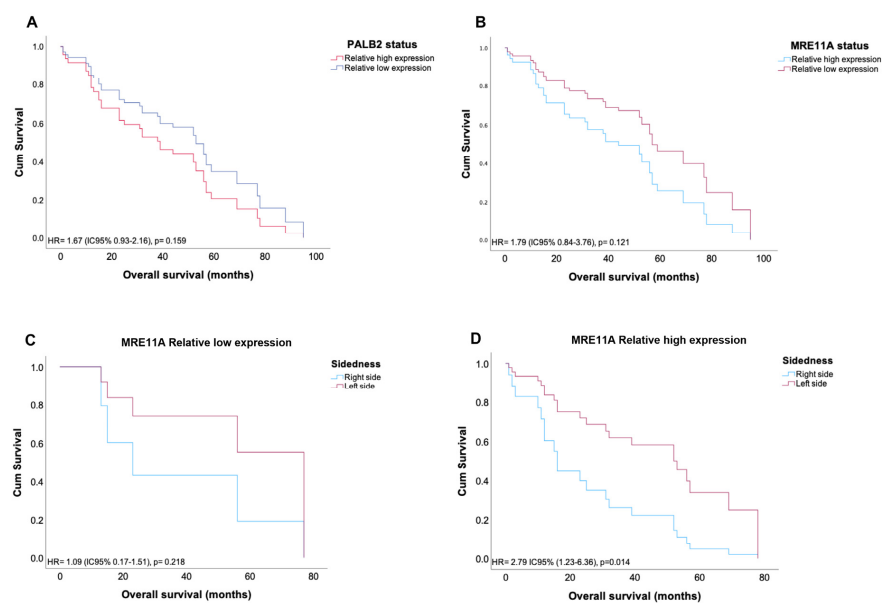 A
PALB2 status
Relative high expression
Relative low expression
Cum Survival
1.0
0.8
0.6
0.4
0.2
0.0
HR= 1.67 (IC95% 0.93-2.16), p= 0.159
0 20 40 60 80 100
Overall survival (months)
B
MRE11A status
Relative high expression
Relative low expression
Cum Survival
1.0
0.8
0.6
0.4
0.2
0.0
HR= 1.79 (IC95% 0.84-3.76), p= 0.121
0 20 40 60 80 100
Overall survival (months)
C
MRE11A Relative low expression
Sidedness
Right side
Left side
Cum Survival
1.0
0.8
0.6
0.4
0.2
0.0
HR= 1.09 (IC95% 0.17-1.51), p= 0.218
0 20 40 60 80
Overall survival (months)
D
MRE11A Relative high expression
Sidedness
Right side
Left side
Cum Survival
1.0
0.8
0.6
0.4
0.2
0.0
HR= 2.79 IC95% (1.23-6.36), p=0.014
0 20 40 60 80
Overall survival (months)